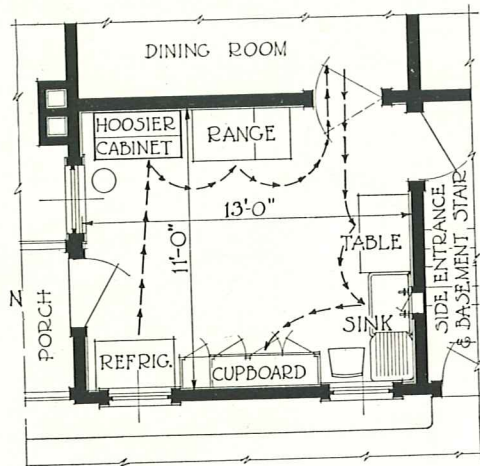 DINING ROOM
HOOSIER
CABINET
RANGE
13'-0"
11'-0"
TABLE
SIDE ENTRANCE
& BASEMENT STAIR
N
PORCH
SINK
REFRIG.
CUPBOARD